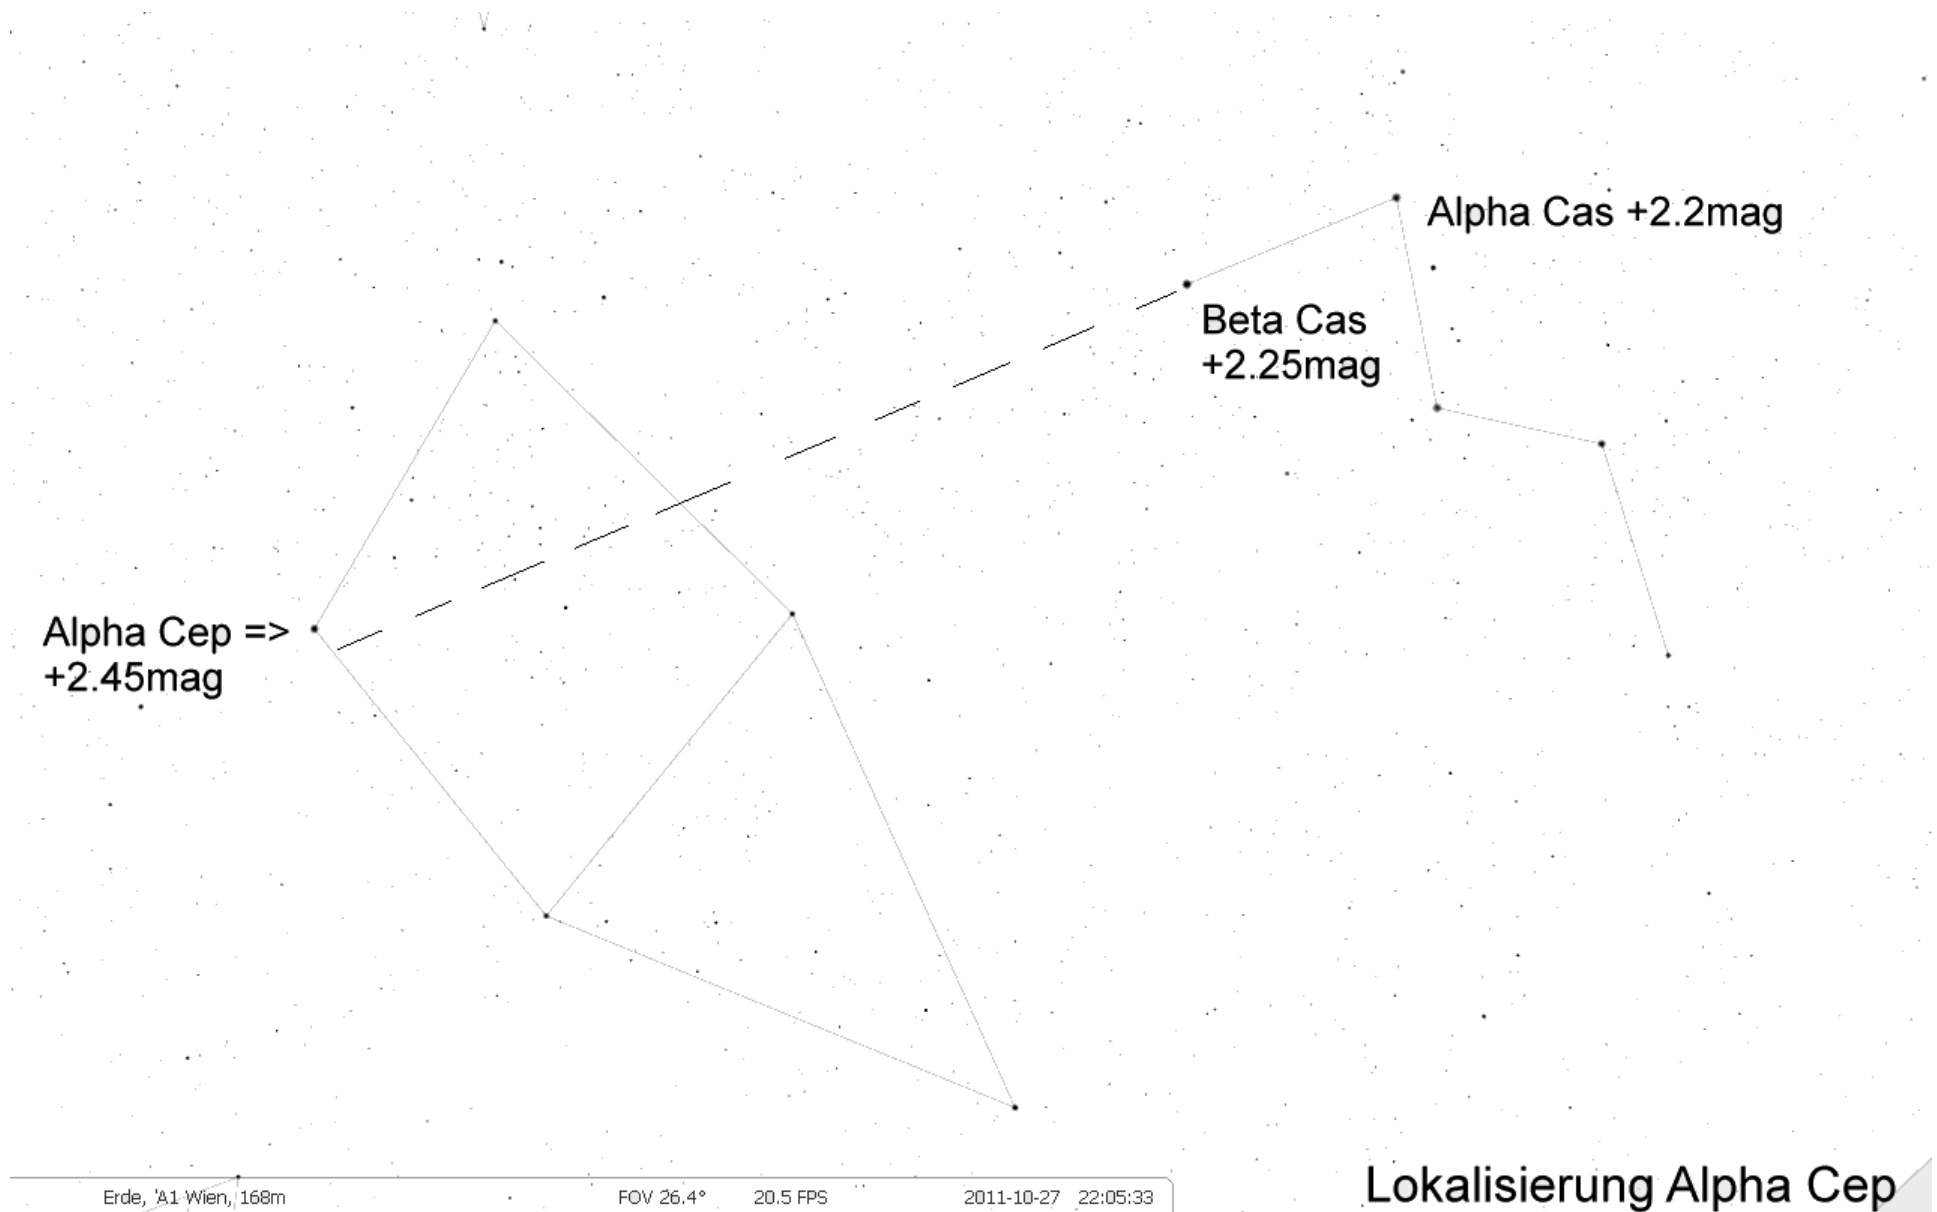 Alpha Cas +2.2mag
Beta Cas
+2.25mag
Alpha Cep =>
+2.45mag
Erde, 'A1 Wien, 168m FOV 26.4° 20.5 FPS 2011-10-27 22:05:33
Lokalisierung Alpha Cep